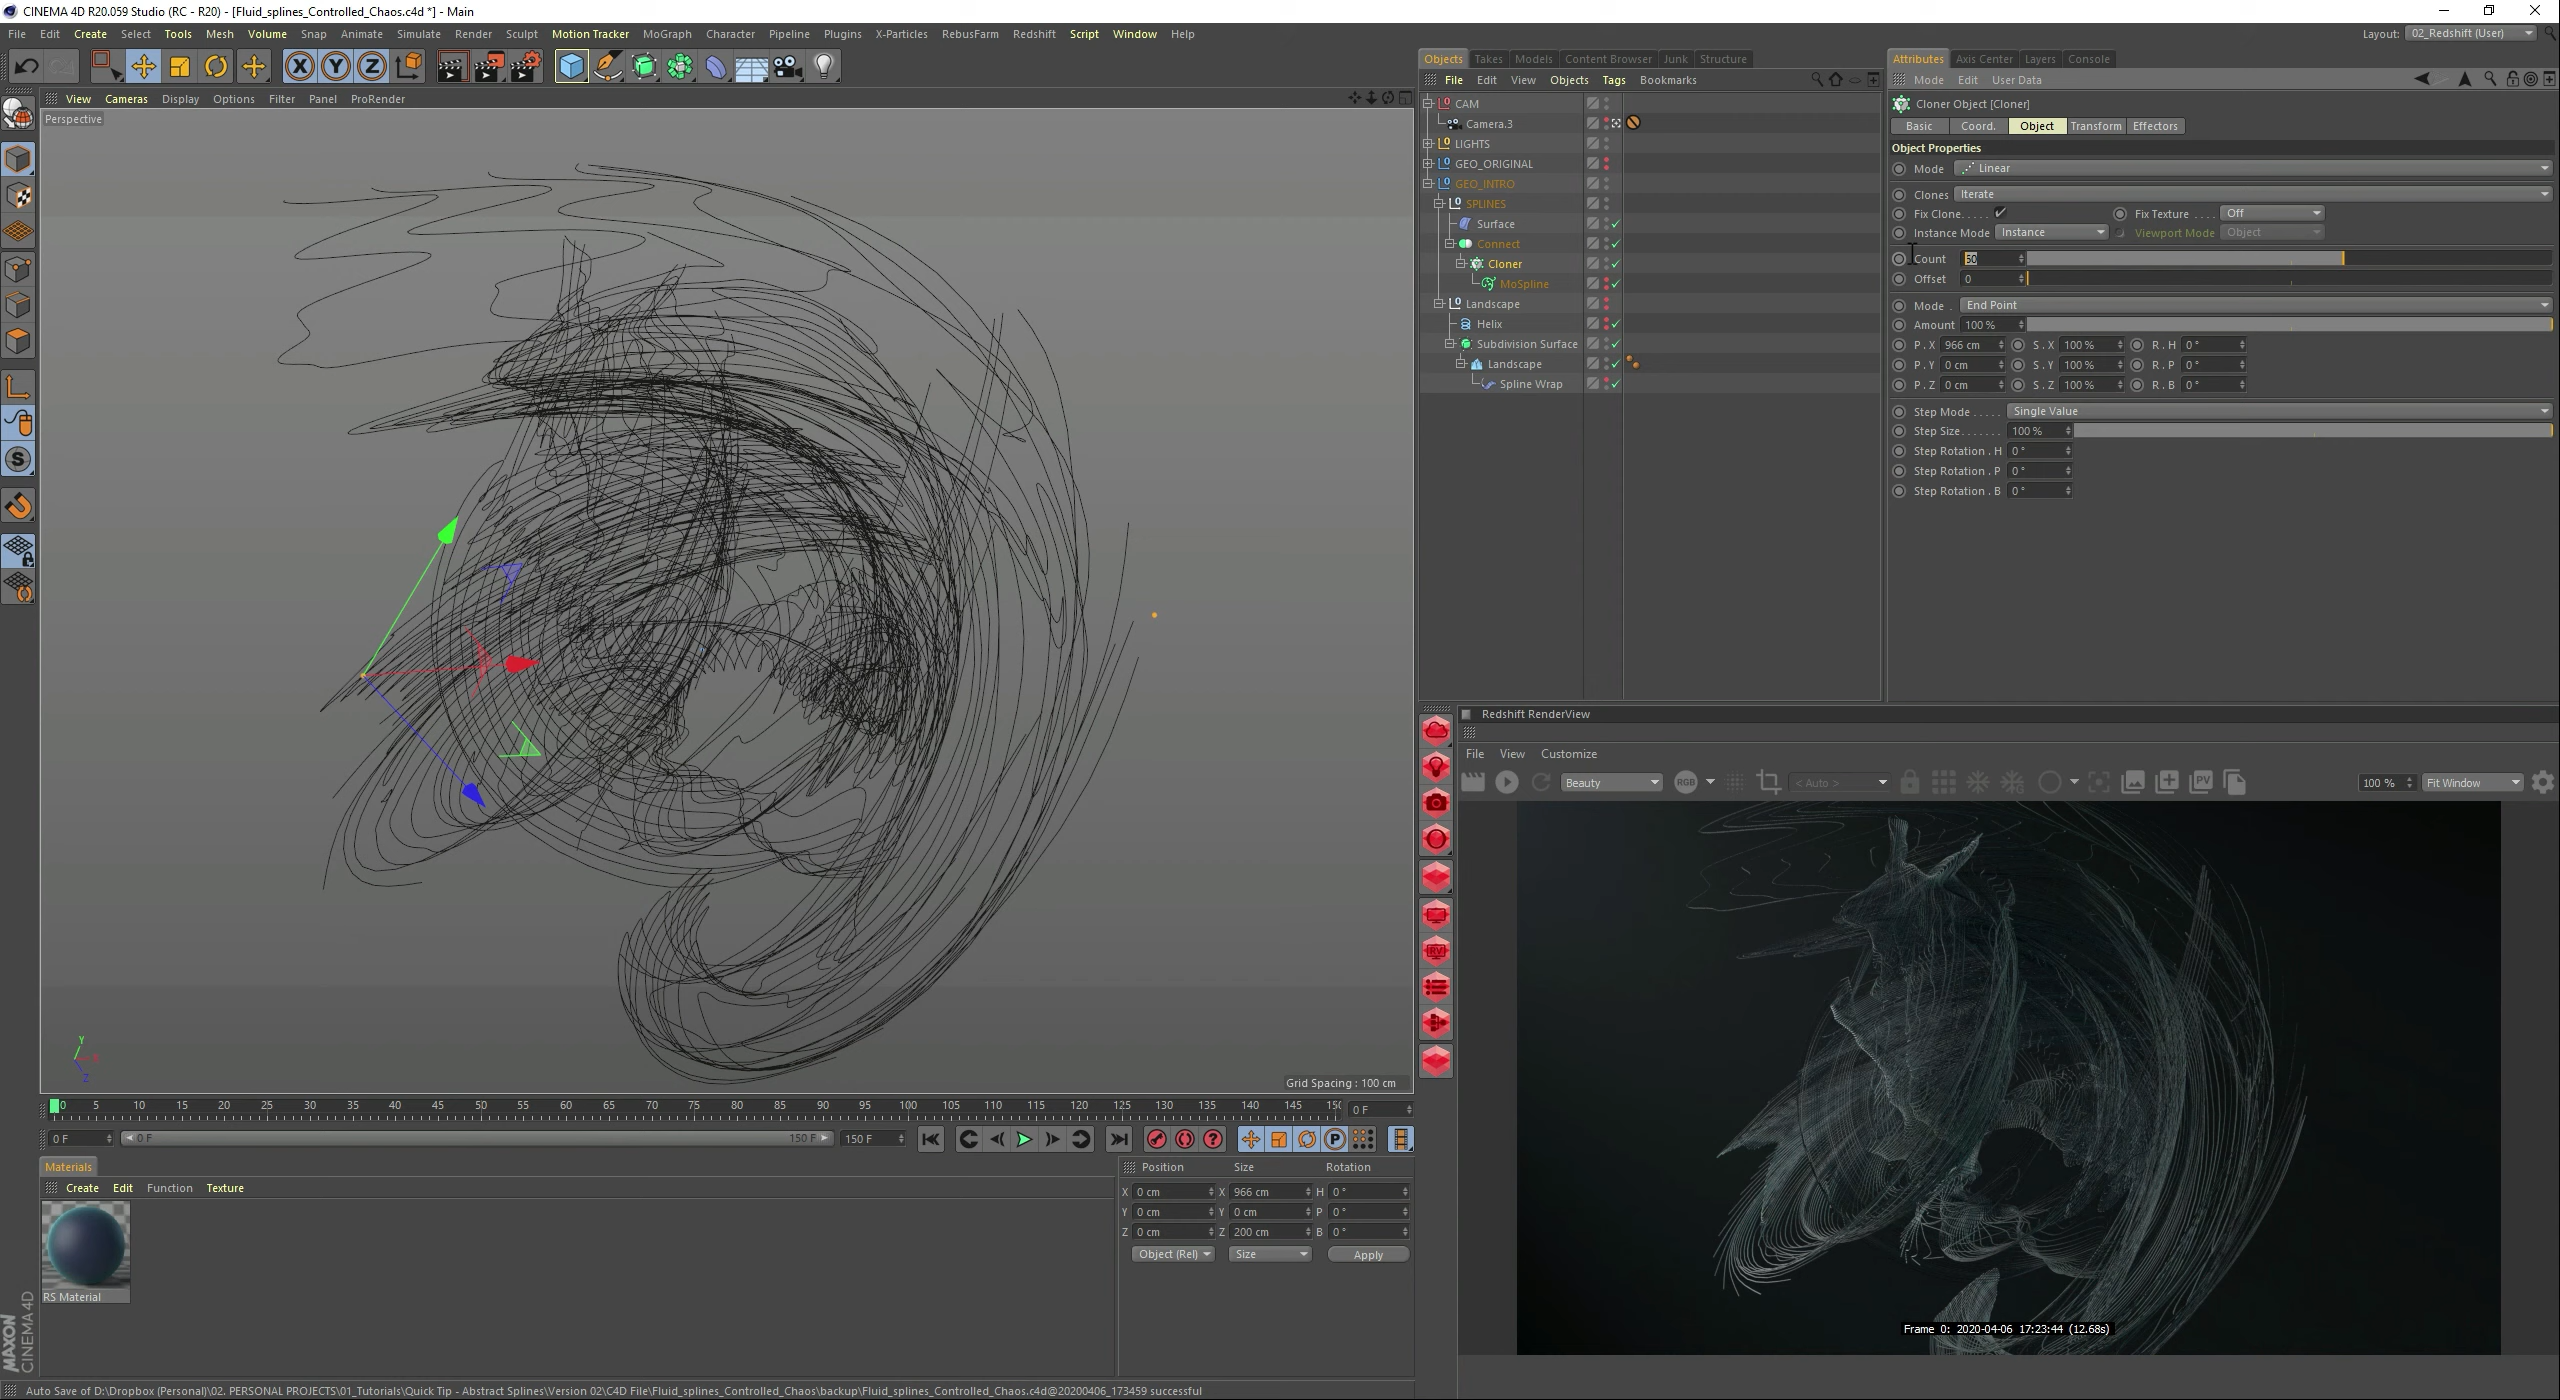 CINEMA 4D R20.059 Studio (RC - R20) - [Fluid_splines_Controlled_Chaos.c4d *] - Main
File Edit Create Select Tools Mesh Volume Snap Animate Simulate Render Sculpt Motion Tracker MoGraph Character Pipeline Plugins X-Particles RebusFarm Redshift Script Window Help
Layout: 02_Redshift (User)
View Cameras Display Options Filter Panel ProRender
Perspective
Grid Spacing : 100 cm
Objects Takes Models Content Browser Junk Structure
File Edit View Objects Tags Bookmarks
CAM
Camera.3
LIGHTS
GEO_ORIGINAL
GEO_INTRO
SPLINES
Surface
Connect
Cloner
MoSpline
Landscape
Helix
Subdivision Surface
Landscape
Spline Wrap
Attributes Axis Center Layers Console
Mode Edit User Data
Cloner Object [Cloner]
Basic Coord. Object Transform Effectors
Object Properties
Mode Linear
Clones Iterate
Fix Clone..... Fix Texture .... Off
Instance Mode Instance Viewport Mode Object
Count 50
Offset 0
Mode . End Point
Amount 100 %
P . X 966 cm S . X 100 % R . H 0 °
P . Y 0 cm S . Y 100 % R . P 0 °
P . Z 0 cm S . Z 100 % R . B 0 °
Step Mode ..... Single Value
Step Size....... 100 %
Step Rotation . H 0 °
Step Rotation . P 0 °
Step Rotation . B 0 °
Redshift RenderView
File View Customize
Beauty RGB < Auto > PV 100 % Fit Window
RV
Frame 0: 2020-04-06 17:23:44 (12.68s)
Y
X
Z
0 5 10 15 20 25 30 35 40 45 50 55 60 65 70 75 80 85 90 95 100 105 110 115 120 125 130 135 140 145 150 0 F
0 F 0 F 150 F 150 F
Materials
Create Edit Function Texture
RS Material
Position Size Rotation
X 0 cm X 966 cm H 0 °
Y 0 cm Y 0 cm P 0 °
Z 0 cm Z 200 cm B 0 °
Object (Rel) Size Apply
MAXON
CINEMA 4D
Auto Save of D:\Dropbox (Personal)\02. PERSONAL PROJECTS\01_Tutorials\Quick Tip - Abstract Splines\Version 02\C4D File\Fluid_splines_Controlled_Chaos\backup\Fluid_splines_Controlled_Chaos.c4d@20200406_173459 successful